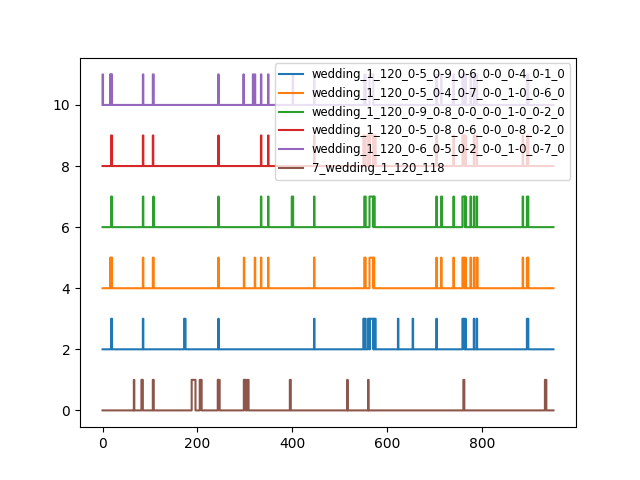 wedding_1_120_0-5_0-9_0-6_0-0_0-4_0-1_0
wedding_1_120_0-5_0-4_0-7_0-0_1-0_0-6_0
wedding_1_120_0-9_0-8_0-0_0-0_1-0_0-2_0
wedding_1_120_0-5_0-8_0-6_0-0_0-8_0-2_0
wedding_1_120_0-6_0-5_0-2_0-0_1-0_0-7_0
7_wedding_1_120_118
10
8
6
4
2
0
0 200 400 600 800